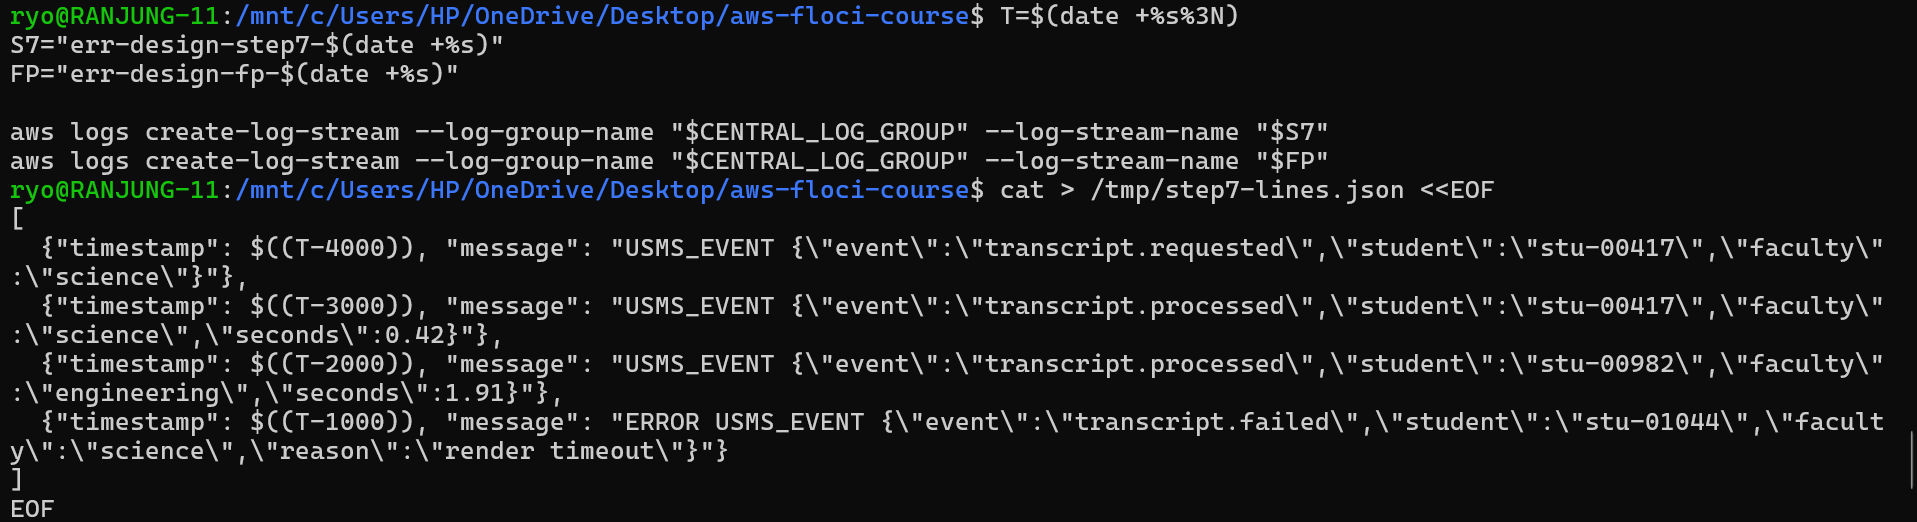 ryo@RANJUNG-11:/mnt/c/Users/HP/OneDrive/Desktop/aws-floci-course$ T=$(date +%s%3N)
S7="err-design-step7-$(date +%s)"
FP="err-design-fp-$(date +%s)"
aws logs create-log-stream --log-group-name "$CENTRAL_LOG_GROUP" --log-stream-name "$S7"
aws logs create-log-stream --log-group-name "$CENTRAL_LOG_GROUP" --log-stream-name "$FP"
ryo@RANJUNG-11:/mnt/c/Users/HP/OneDrive/Desktop/aws-floci-course$ cat > /tmp/step7-lines.json <<EOF
[
  {"timestamp": $((T-4000)), "message": "USMS_EVENT {\"event\":\"transcript.requested\",\"student\":\"stu-00417\",\"faculty\"
:\"science\"}"},
  {"timestamp": $((T-3000)), "message": "USMS_EVENT {\"event\":\"transcript.processed\",\"student\":\"stu-00417\",\"faculty\"
:\"science\",\"seconds\":0.42}"},
  {"timestamp": $((T-2000)), "message": "USMS_EVENT {\"event\":\"transcript.processed\",\"student\":\"stu-00982\",\"faculty\"
:\"engineering\",\"seconds\":1.91}"},
  {"timestamp": $((T-1000)), "message": "ERROR USMS_EVENT {\"event\":\"transcript.failed\",\"student\":\"stu-01044\",\"facult
y\":\"science\",\"reason\":\"render timeout\"}"}
]
EOF